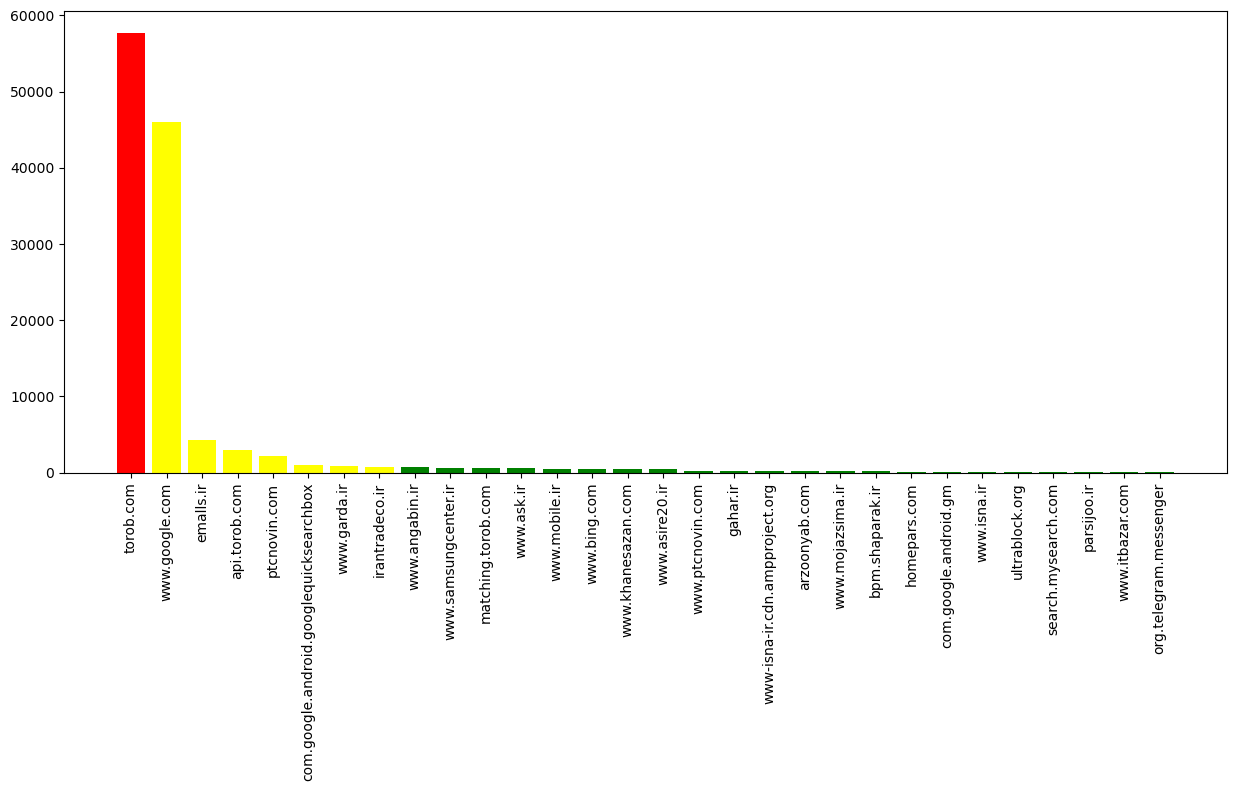 60000
50000
40000
30000
20000
10000
0
torob.com
www.google.com
emalls.ir
api.torob.com
ptcnovin.com
com.google.android.googlequicksearchbox
www.garda.ir
irantradeco.ir
www.angabin.ir
www.samsungcenter.ir
matching.torob.com
www.ask.ir
www.mobile.ir
www.bing.com
www.khanesazan.com
www.asire20.ir
www.ptcnovin.com
gahar.ir
www-isna-ir.cdn.ampproject.org
arzoonyab.com
www.mojazsima.ir
bpm.shaparak.ir
homepars.com
com.google.android.gm
www.isna.ir
ultrablock.org
search.mysearch.com
parsijoo.ir
www.itbazar.com
org.telegram.messenger